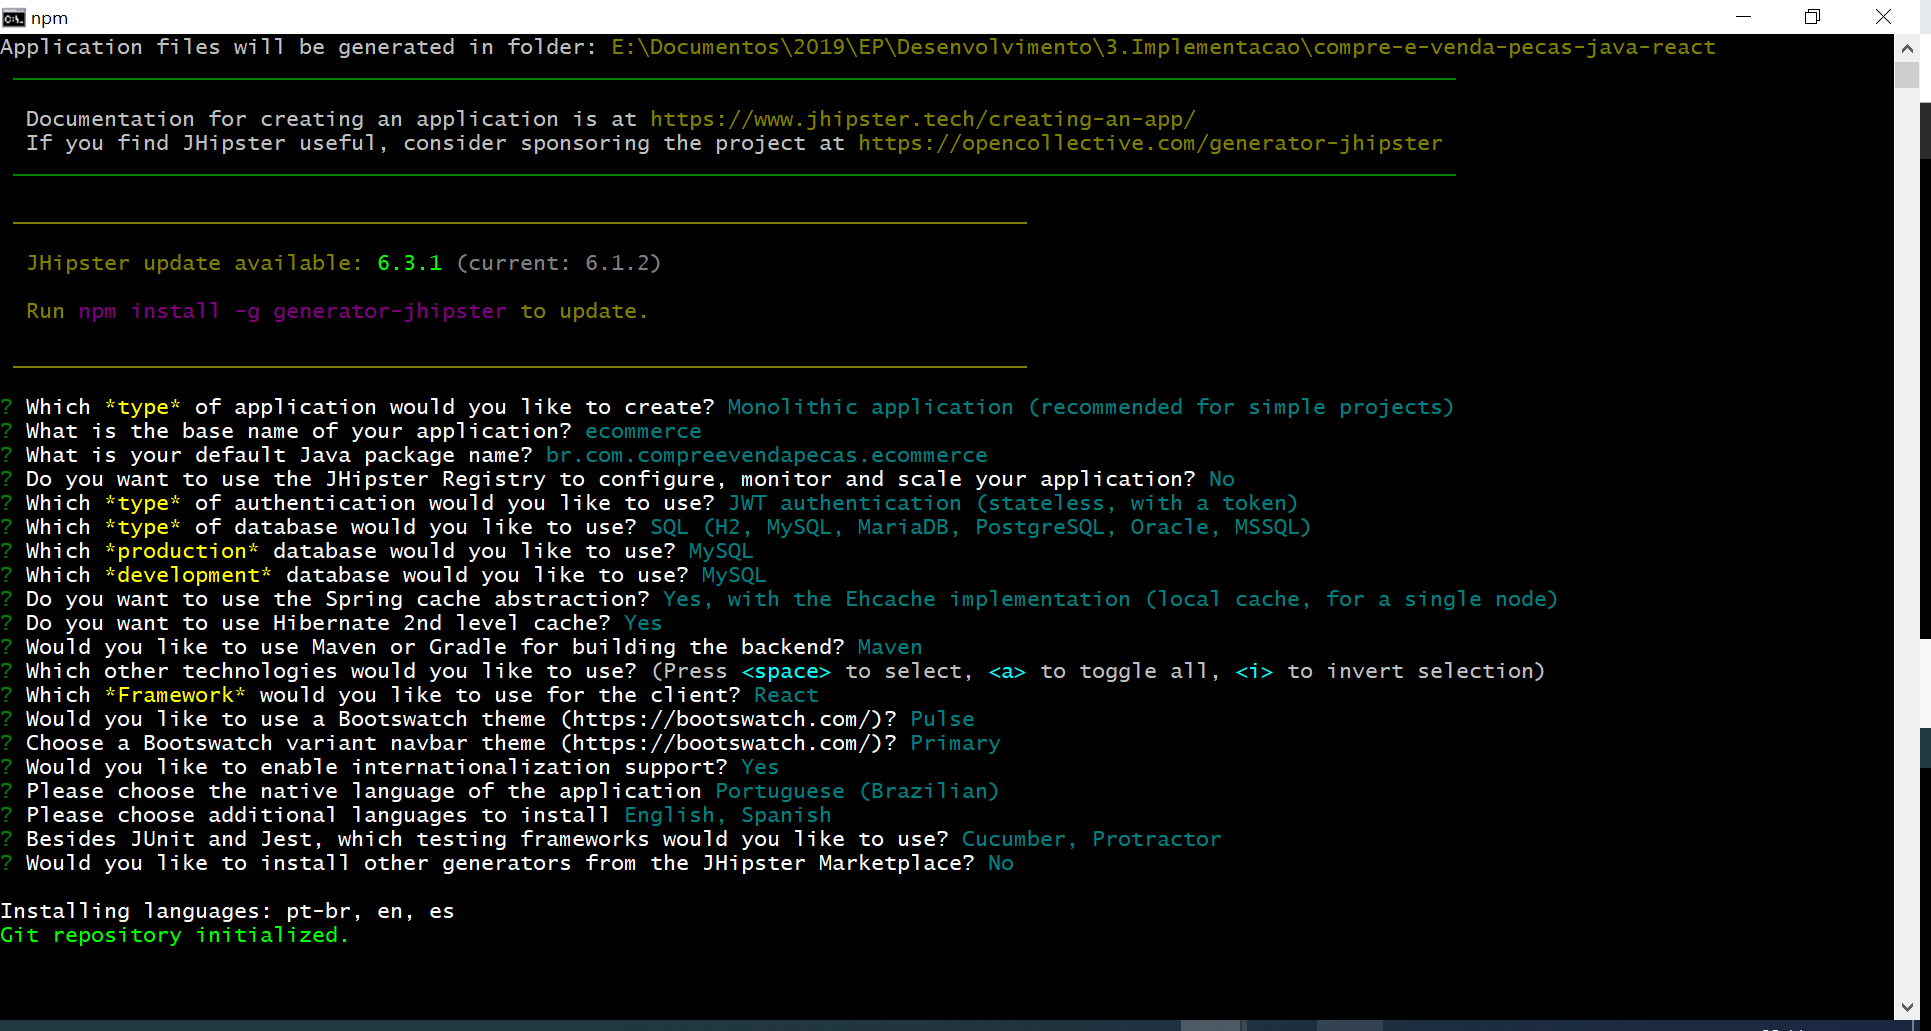 npm
Application files will be generated in folder: E:\Documentos\2019\EP\Desenvolvimento\3.Implementacao\compre-e-venda-pecas-java-react
Documentation for creating an application is at https://www.jhipster.tech/creating-an-app/
If you find JHipster useful, consider sponsoring the project at https://opencollective.com/generator-jhipster
JHipster update available: 6.3.1 (current: 6.1.2)
Run npm install -g generator-jhipster to update.
? Which *type* of application would you like to create? Monolithic application (recommended for simple projects)
? What is the base name of your application? ecommerce
? What is your default Java package name? br.com.compreevendapecas.ecommerce
? Do you want to use the JHipster Registry to configure, monitor and scale your application? No
? Which *type* of authentication would you like to use? JWT authentication (stateless, with a token)
? Which *type* of database would you like to use? SQL (H2, MySQL, MariaDB, PostgreSQL, Oracle, MSSQL)
? Which *production* database would you like to use? MySQL
? Which *development* database would you like to use? MySQL
? Do you want to use the Spring cache abstraction? Yes, with the Ehcache implementation (local cache, for a single node)
? Do you want to use Hibernate 2nd level cache? Yes
? Would you like to use Maven or Gradle for building the backend? Maven
? Which other technologies would you like to use? (Press <space> to select, <a> to toggle all, <i> to invert selection)
? Which *Framework* would you like to use for the client? React
? Would you like to use a Bootswatch theme (https://bootswatch.com/)? Pulse
? Choose a Bootswatch variant navbar theme (https://bootswatch.com/)? Primary
? Would you like to enable internationalization support? Yes
? Please choose the native language of the application Portuguese (Brazilian)
? Please choose additional languages to install English, Spanish
? Besides JUnit and Jest, which testing frameworks would you like to use? Cucumber, Protractor
? Would you like to install other generators from the JHipster Marketplace? No
Installing languages: pt-br, en, es
Git repository initialized.